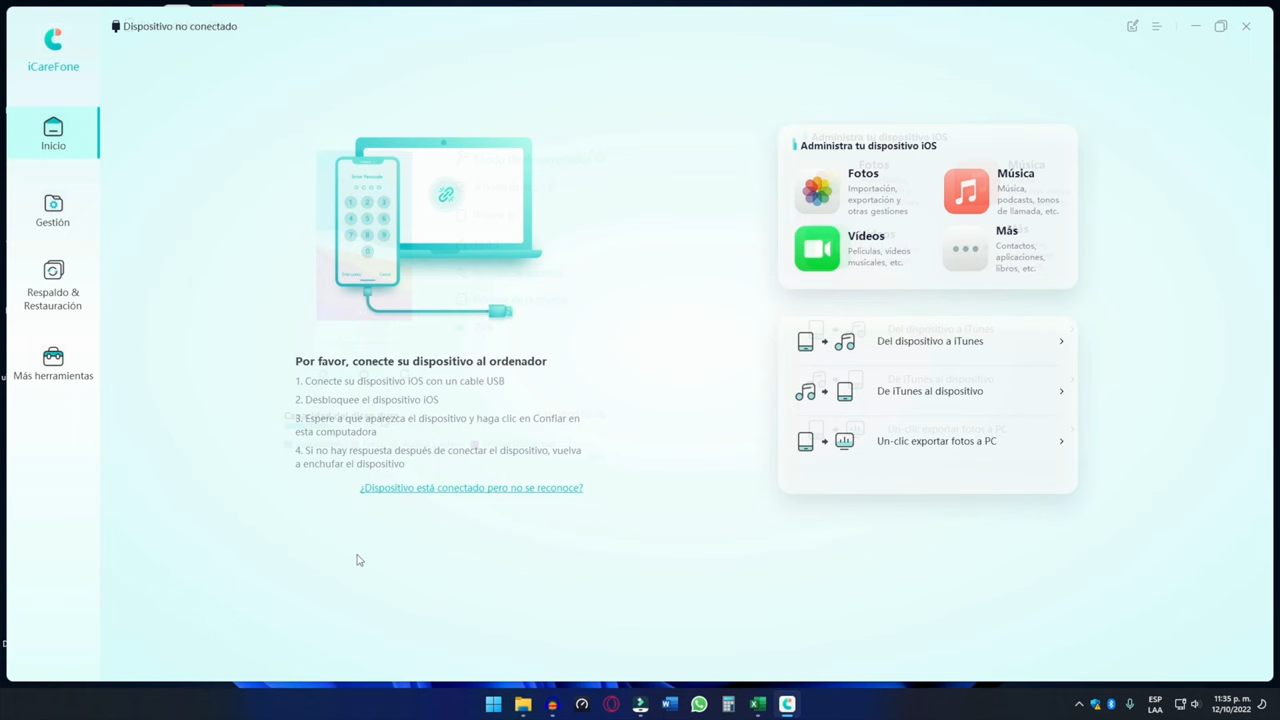 Dispositivo no conectado
iCareFone
Inicio
Gestión
Respaldo &
Restauración
Más herramientas
Por favor, conecte su dispositivo al ordenador
1. Conecte su dispositivo iOS con un cable USB
2. Desbloquee el dispositivo iOS
3. Espere a que aparezca el dispositivo y haga clic en Confiar en
esta computadora
4. Si no hay respuesta después de conectar el dispositivo, vuelva
a enchufar el dispositivo
¿Dispositivo está conectado pero no se reconoce?
Administra tu dispositivo iOS
Fotos
Importación,
exportación y
otras gestiones
Música
Música,
podcasts, tonos
de llamada, etc.
Vídeos
Películas, videos
musicales, etc.
Más
Contactos,
aplicaciones,
libros, etc.
Del dispositivo a iTunes
De iTunes al dispositivo
Un-clic exportar fotos a PC
ESP
LAA
11:35 p. m.
12/10/2022